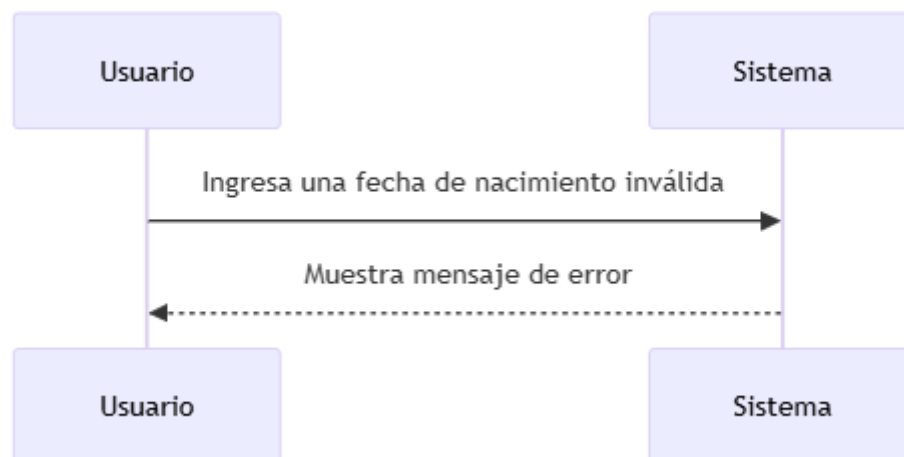 Usuario
Sistema
Ingresa una fecha de nacimiento inválida
Muestra mensaje de error
Usuario
Sistema